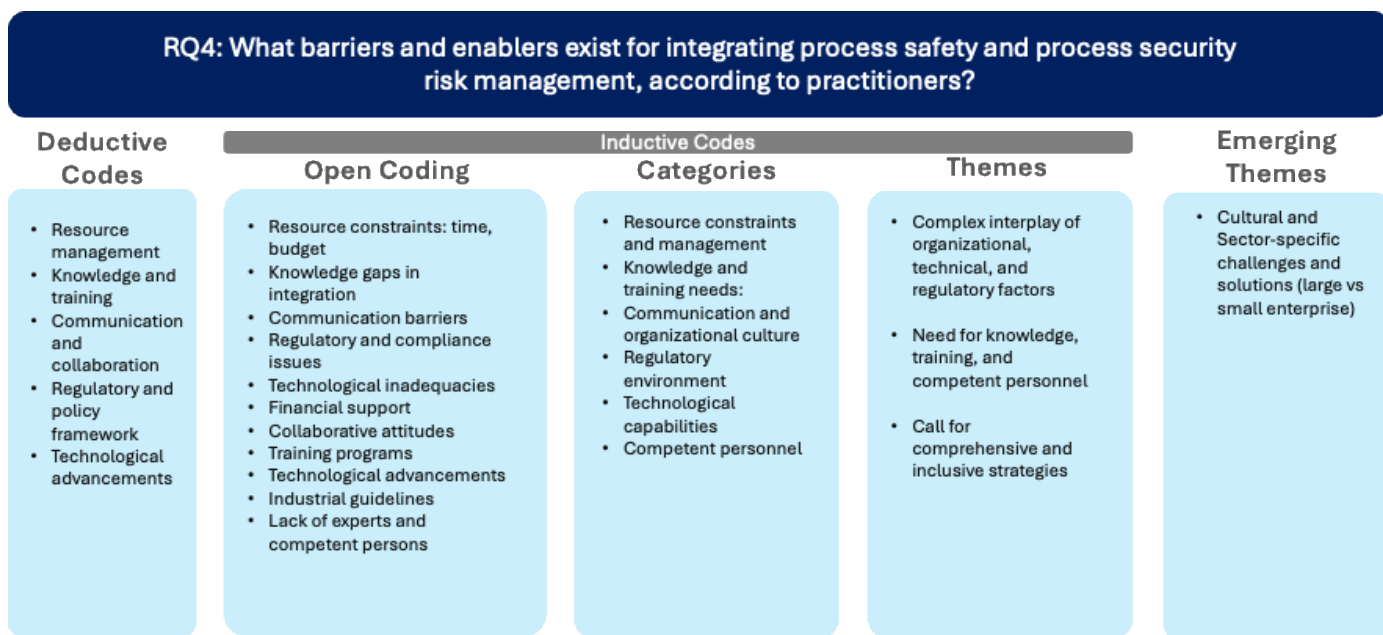 RQ4: What barriers and enablers exist for integrating process safety and process security
risk management, according to practitioners?
Deductive
Codes
• Resource
management
• Knowledge and
training
• Communication
and
collaboration
• Regulatory and
policy
framework
• Technological
advancements
Inductive Codes
Open Coding
• Resource constraints: time,
budget
• Knowledge gaps in
integration
• Communication barriers
• Regulatory and compliance
issues
• Technological inadequacies
• Financial support
• Collaborative attitudes
• Training programs
• Technological advancements
• Industrial guidelines
• Lack of experts and
competent persons
Categories
• Resource constraints
and management
• Knowledge and
training needs:
• Communication and
organizational culture
• Regulatory
environment
• Technological
capabilities
• Competent personnel
Themes
• Complex interplay of
organizational,
technical, and
regulatory factors
• Need for knowledge,
training, and
competent personnel
• Call for
comprehensive and
inclusive strategies
Emerging
Themes
• Cultural and
Sector-specific
challenges and
solutions (large vs
small enterprise)